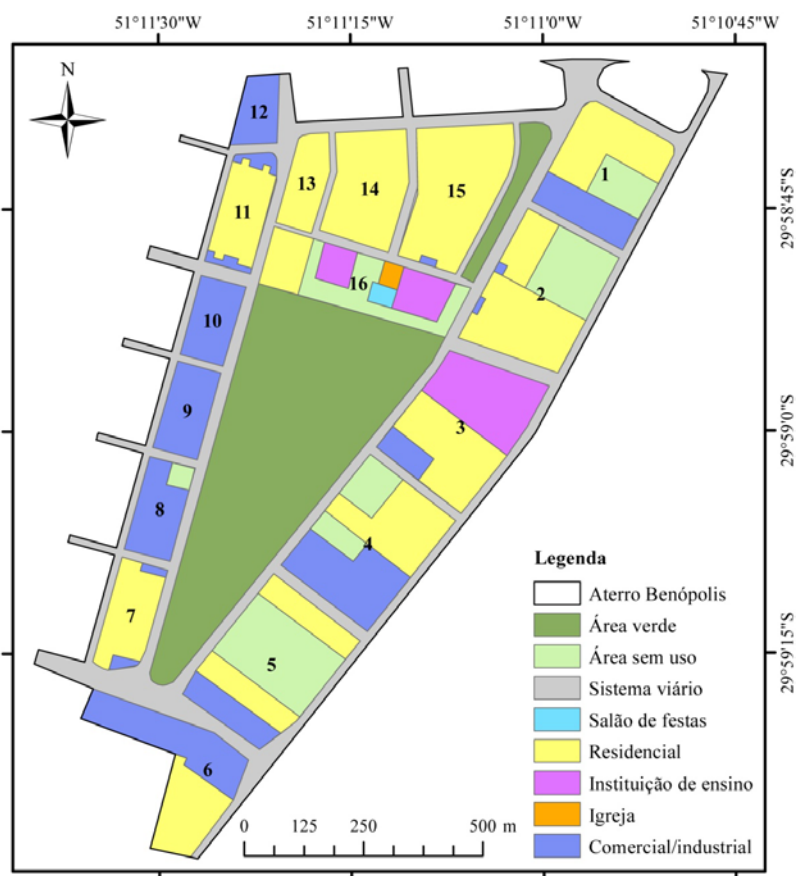 51°11'30"W 51°11'15"W 51°11'00"W 51°10'45"W
N
12
1
13
14
15
11
29°58'45"S
16
2
10
9
3
29°59'0"S
8
4
Legenda
Aterro Benópolis
7
Área verde
29°59'15"S
5
Área sem uso
Sistema viário
Salão de festas
Residencial
6
Instituição de ensino
Igreja
0 125 250 500 m
Comercial/industrial